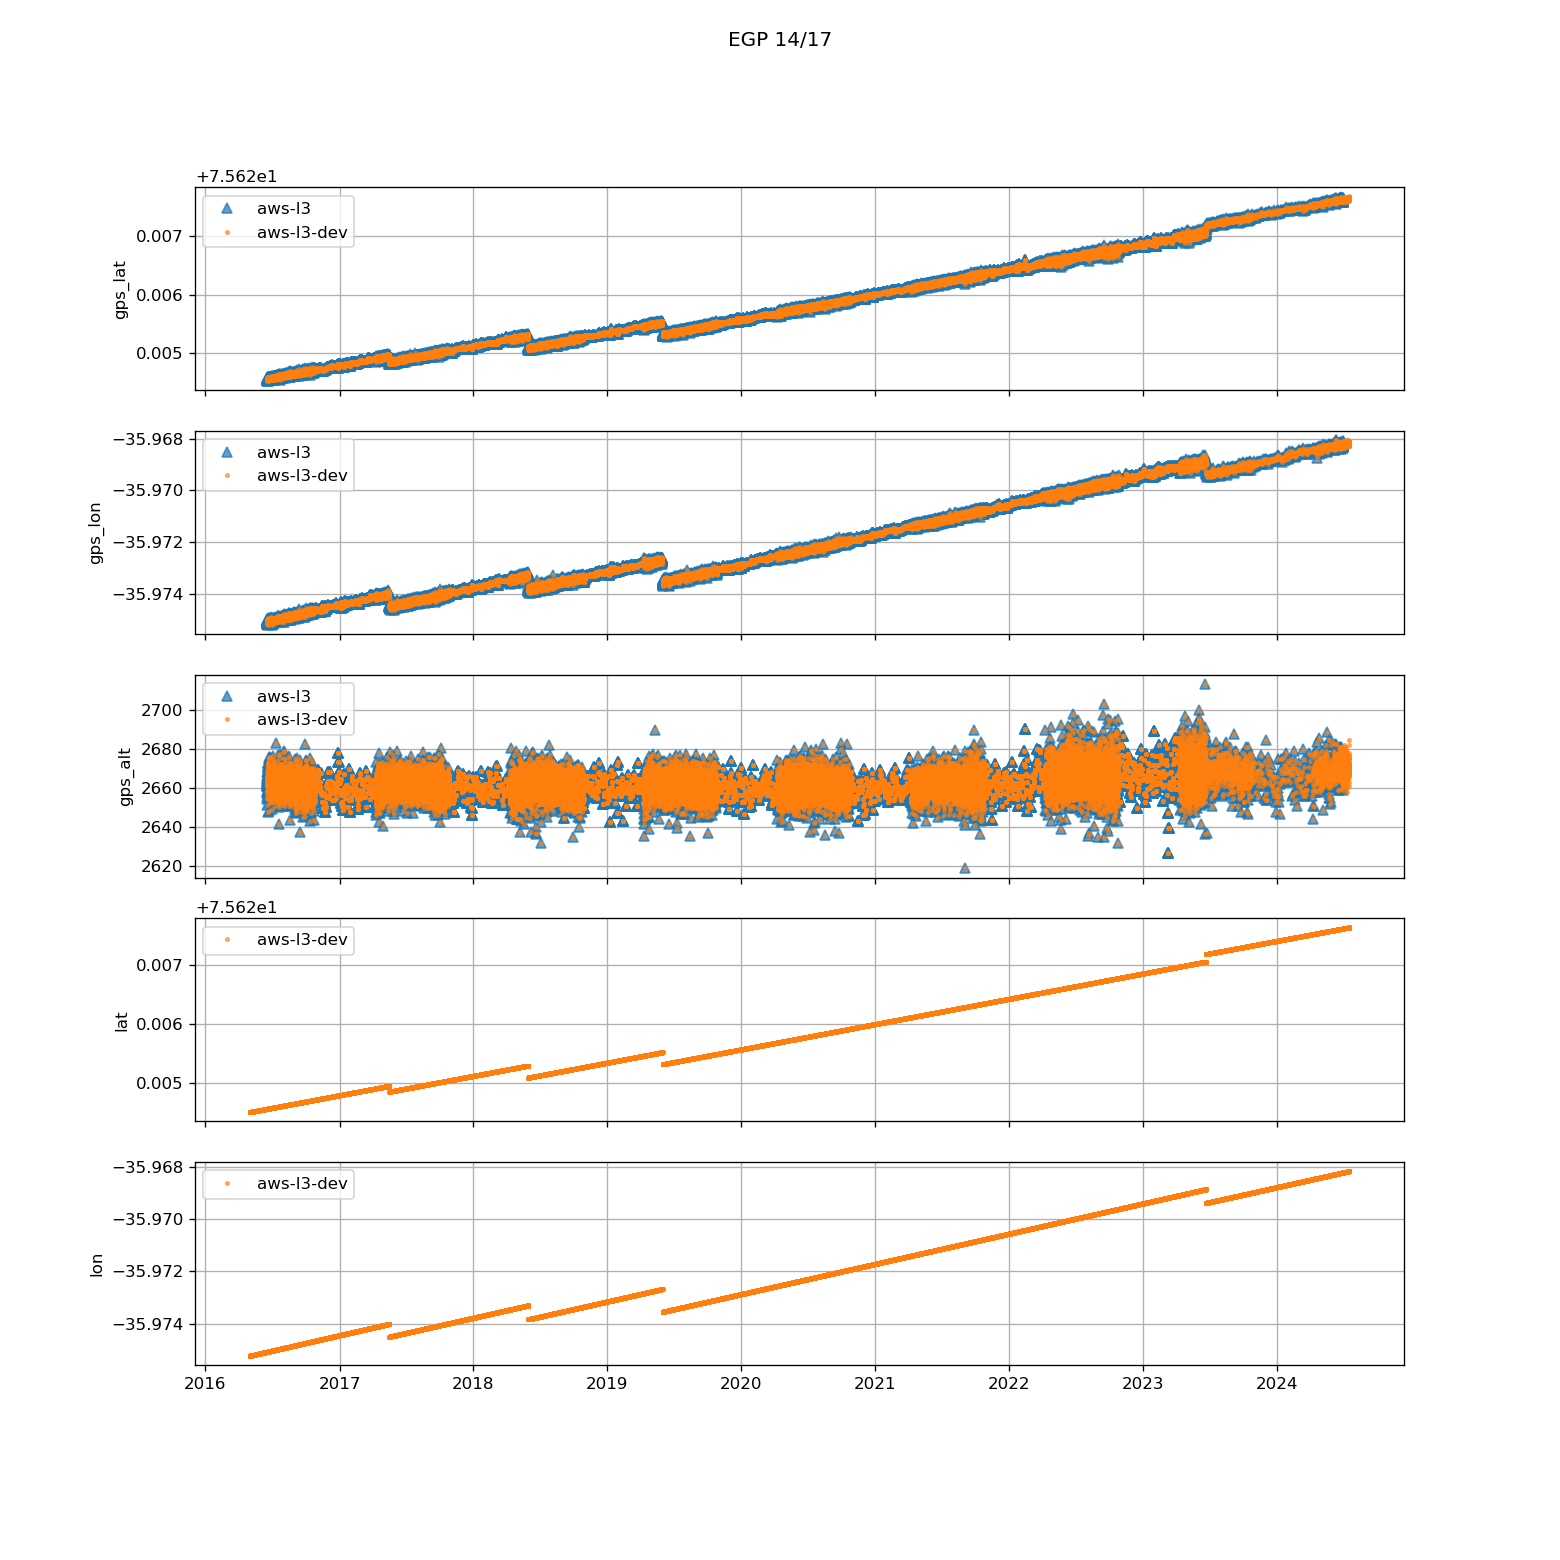 EGP 14/17
+7.562e1
aws-l3
aws-l3-dev
0.007
0.006
0.005
gps_lat
aws-l3
aws-l3-dev
−35.968
−35.970
−35.972
−35.974
gps_lon
aws-l3
aws-l3-dev
2700
2680
2660
2640
2620
gps_alt
+7.562e1
aws-l3-dev
0.007
0.006
0.005
lat
aws-l3-dev
−35.968
−35.970
−35.972
−35.974
lon
2016 2017 2018 2019 2020 2021 2022 2023 2024